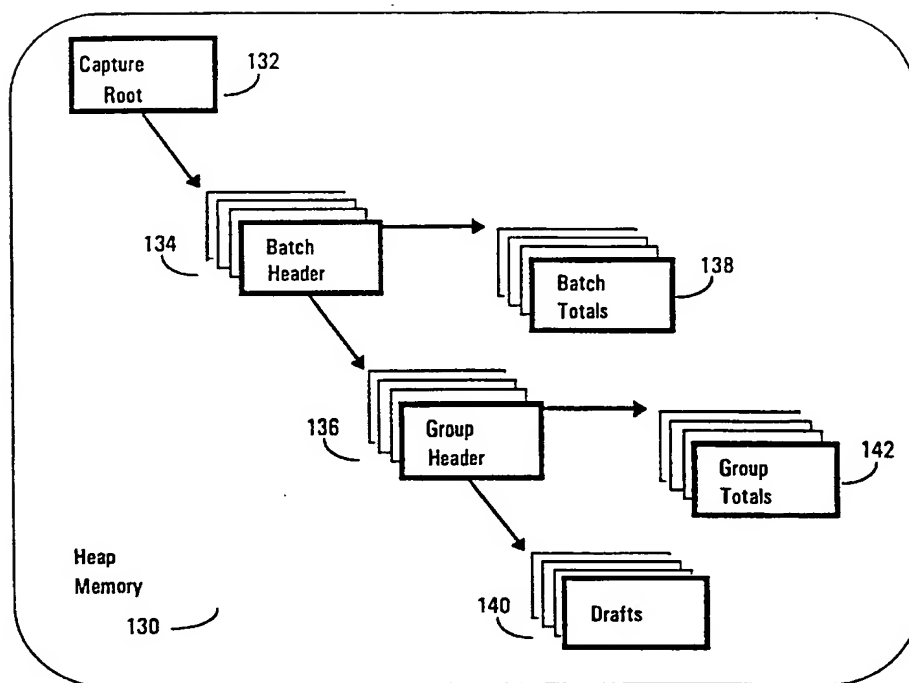 Capture
Root
132
134
Batch
Header
Batch
Totals
138
136
Group
Header
Group
Totals
142
Heap
Memory
130
140
Drafts